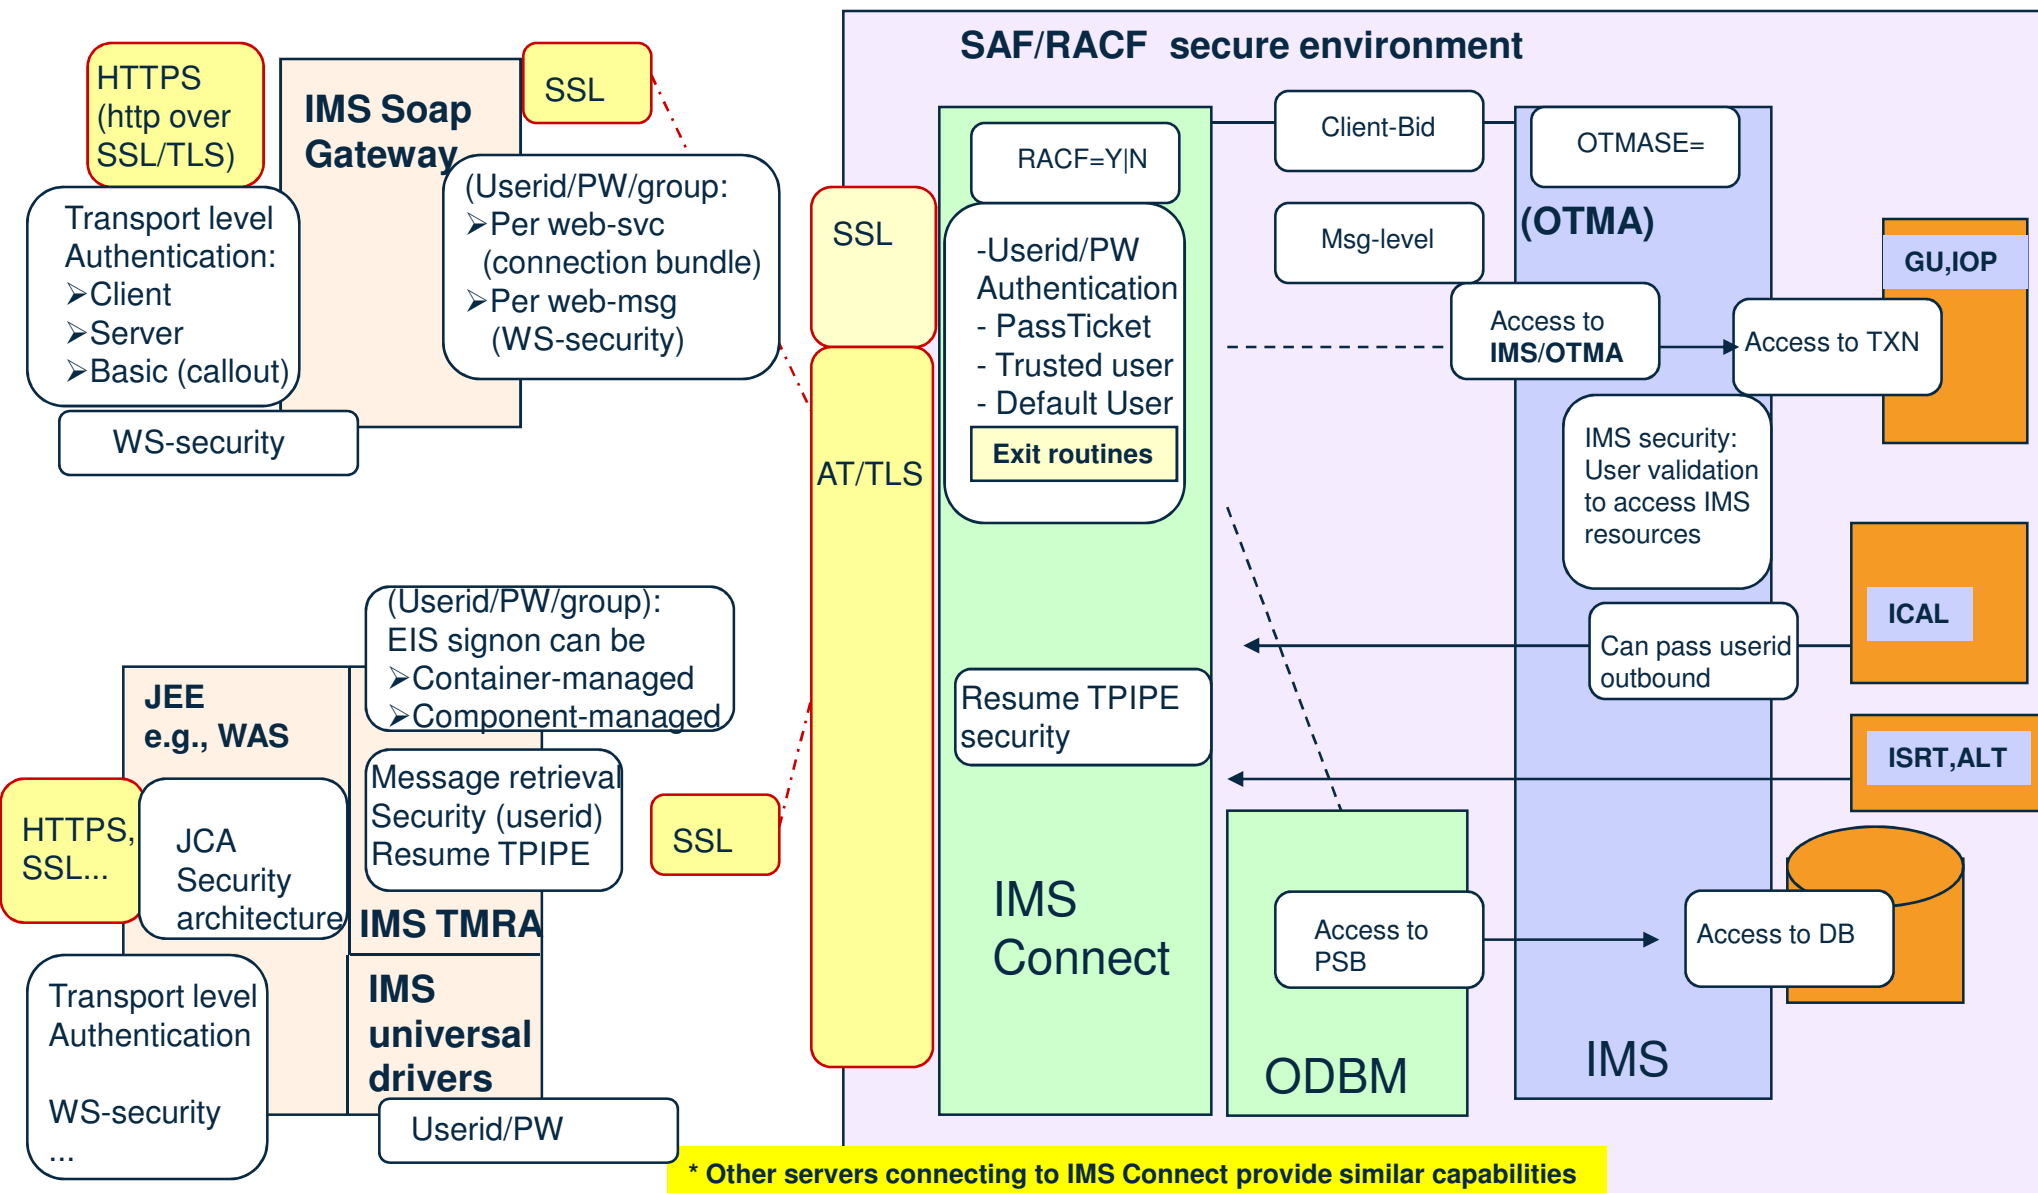 SAF/RACF secure environment
HTTPS
(http over
SSL/TLS)
IMS Soap
Gateway
SSL
Transport level
Authentication:
➢Client
➢Server
➢Basic (callout)
WS-security
(Userid/PW/group:
➢Per web-svc
(connection bundle)
➢Per web-msg
(WS-security)
SSL
AT/TLS
RACF=Y|N
-Userid/PW
Authentication
- PassTicket
- Trusted user
- Default User
Exit routines
Client-Bid
Msg-level
OTMASE=
(OTMA)
Access to
IMS/OTMA
Access to TXN
GU,IOP
IMS security:
User validation
to access IMS
resources
ICAL
Can pass userid
outbound
ISRT,ALT
Resume TPIPE
security
IMS
Connect
Access to
PSB
Access to DB
ODBM
IMS
(Userid/PW/group):
EIS signon can be
➢Container-managed
➢Component-managed
JEE
e.g., WAS
Message retrieval
Security (userid)
Resume TPIPE
SSL
HTTPS,
SSL...
JCA
Security
architecture
IMS TMRA
IMS
universal
drivers
Transport level
Authentication
WS-security
...
Userid/PW
* Other servers connecting to IMS Connect provide similar capabilities